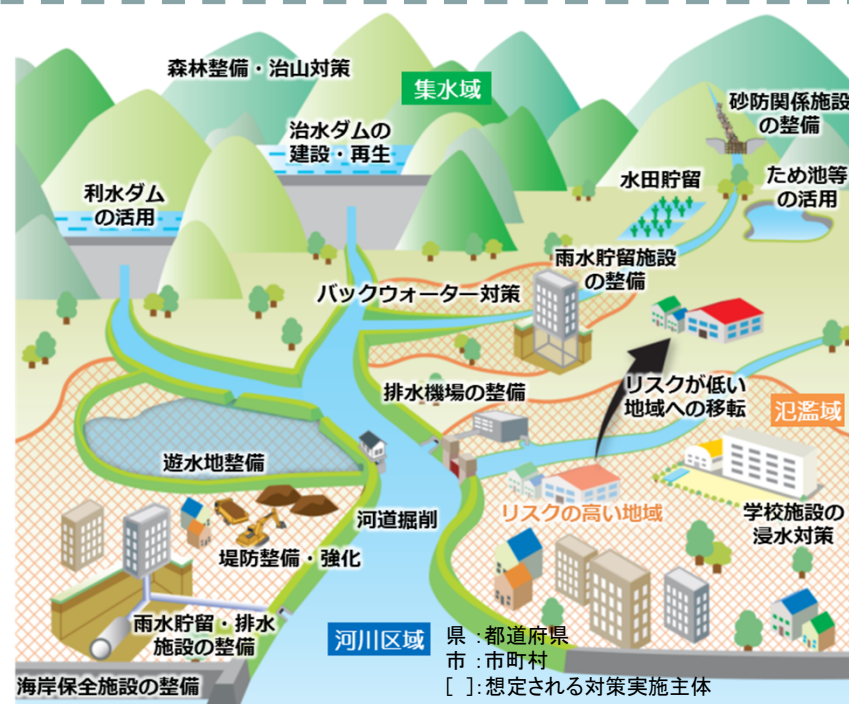 森林整備・治山対策
集水域
砂防関係施設
の整備
治水ダムの
建設・再生
水田貯留
ため池等
の活用
利水ダム
の活用
雨水貯留施設
の整備
バックウォーター対策
排水機場の整備
リスクが低い
地域への移転
氾濫域
遊水地整備
リスクの高い地域
学校施設の
浸水対策
河道掘削
堤防整備・強化
雨水貯留・排水
施設の整備
河川区域
県 :都道府県
市 :市町村
[ ]:想定される対策実施主体
海岸保全施設の整備